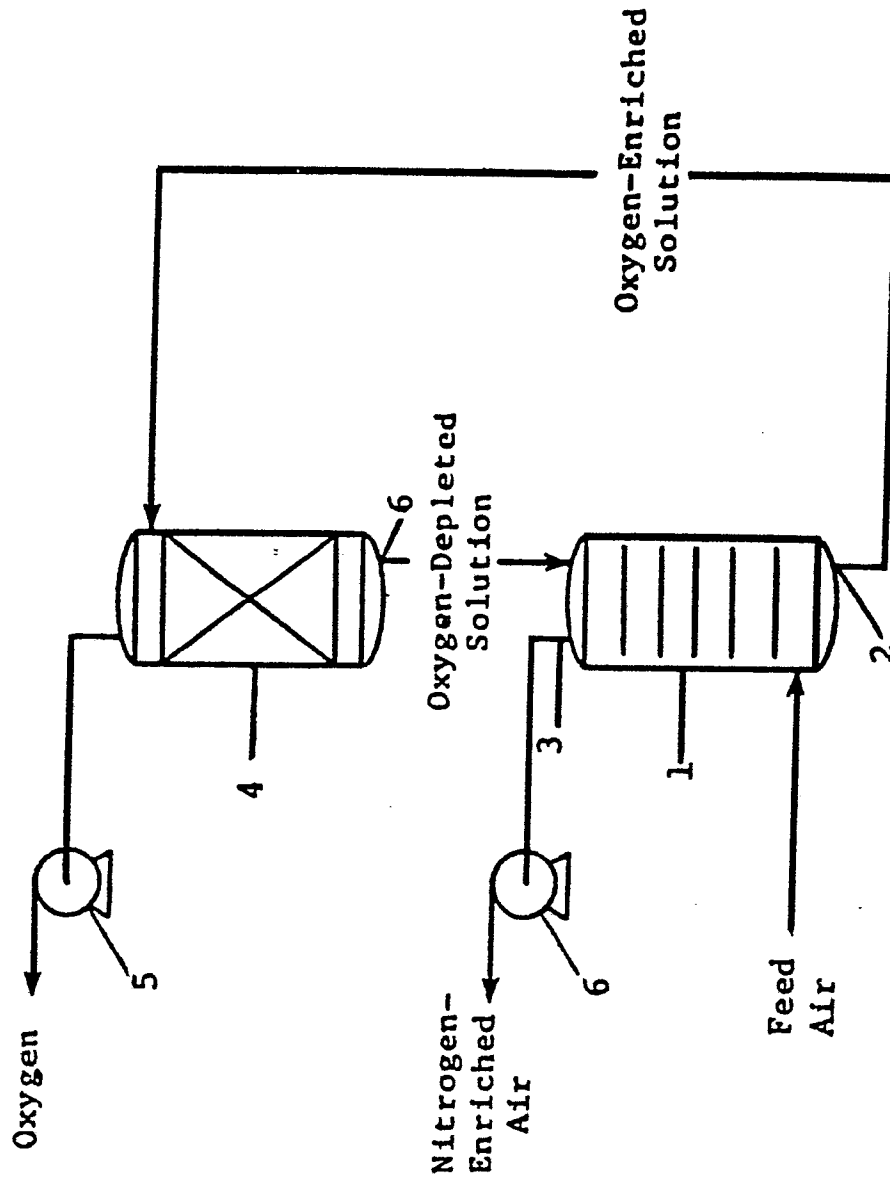 Oxygen
5
4
6
Oxygen-Depleted
Solution
Oxygen-Enriched
Solution
Nitrogen-
Enriched
Air
6
3
1
Feed
Air
2